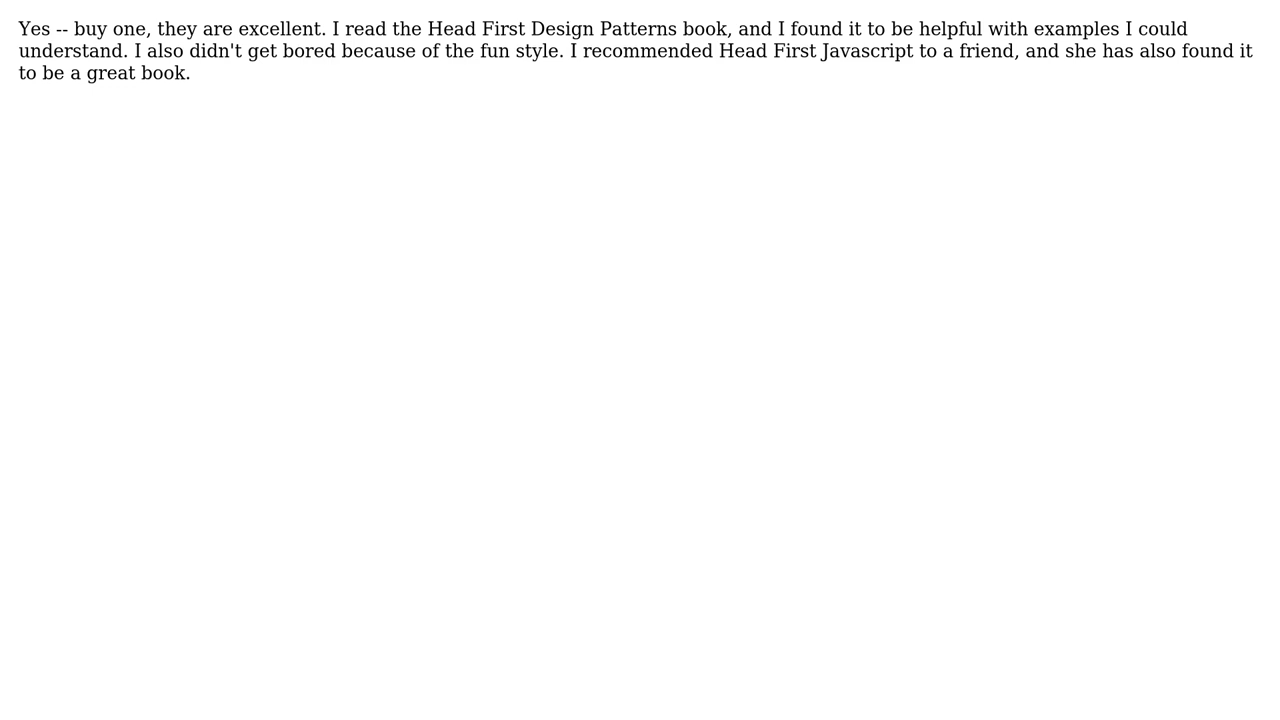 Yes -- buy one, they are excellent. I read the Head First Design Patterns book, and I found it to be helpful with examples I could
understand. I also didn't get bored because of the fun style. I recommended Head First Javascript to a friend, and she has also found it
to be a great book.